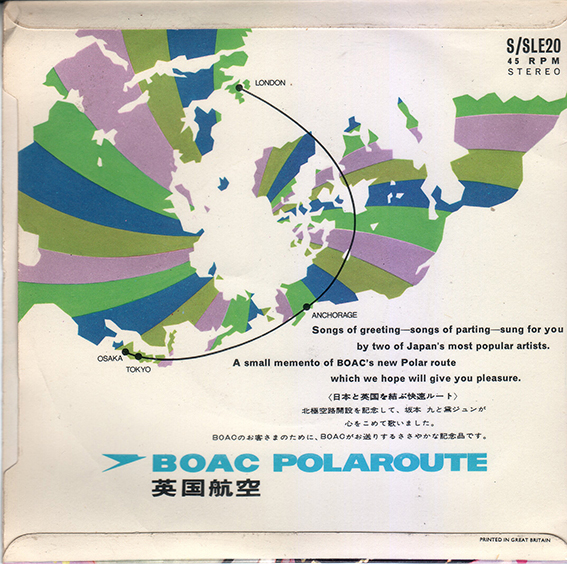 S/SLE20
45 RPM
STEREO
LONDON
ANCHORAGE
OSAKA
TOKYO
Songs of greeting—songs of parting—sung for you
by two of Japan's most popular artists.
A small memento of BOAC's new Polar route
which we hope will give you pleasure.
〈日本と英国を結ぶ快速ルート〉
北極空路開設を記念して、坂本 九と黛ジュンが
心をこめて歌いました。
BOACのお客さまのために、BOACがお送りするささやかな記念品です。
BOAC POLAROUTE
英国航空
PRINTED IN GREAT BRITAIN